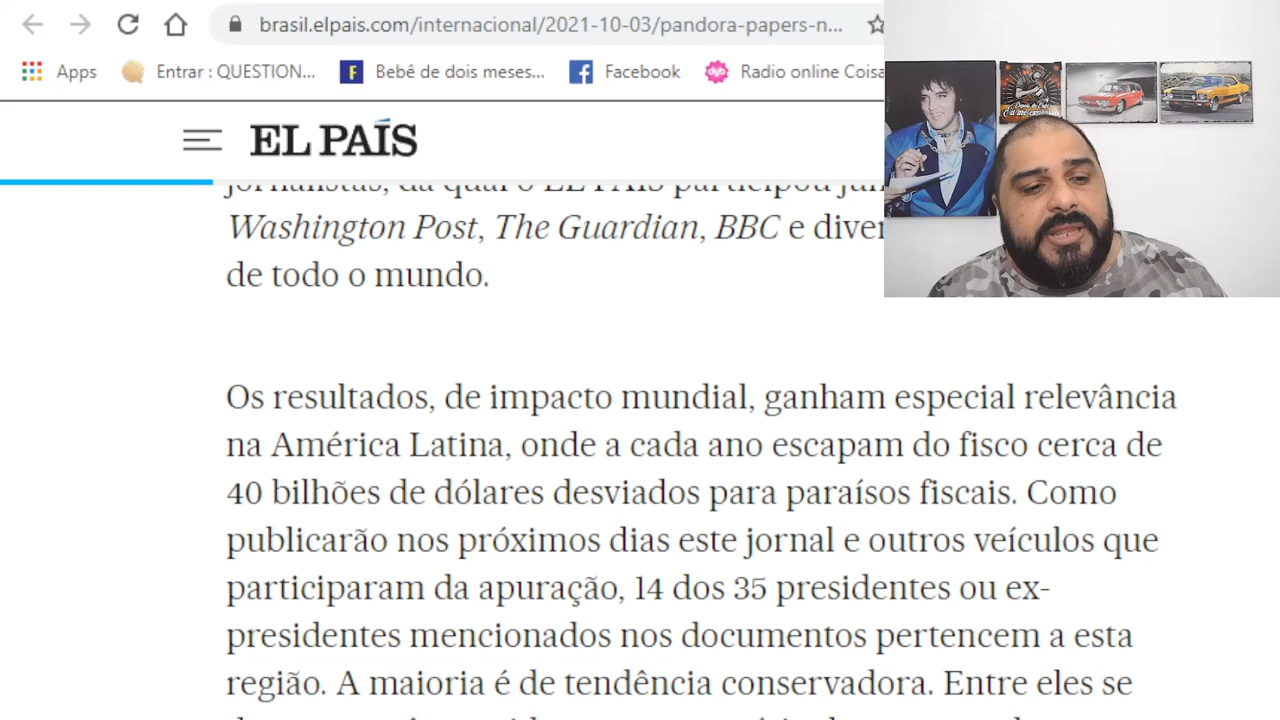 brasil.elpais.com/internacional/2021-10-03/pandora-papers-n...
Apps
Entrar : QUESTION...
F
Bebê de dois meses...
Facebook
Radio online Coisa
EL PAÍS
jornalistas, da qual o EL PAÍS participou
Washington Post, The Guardian, BBC e
de todo o mundo.
Os resultados, de impacto mundial, ganham especial relevância
na América Latina, onde a cada ano escapam do fisco cerca de
40 bilhões de dólares desviados para paraísos fiscais. Como
publicarão nos próximos dias este jornal e outros veículos que
participaram da apuração, 14 dos 35 presidentes ou ex-
presidentes mencionados nos documentos pertencem a esta
região. A maioria é de tendência conservadora. Entre eles se